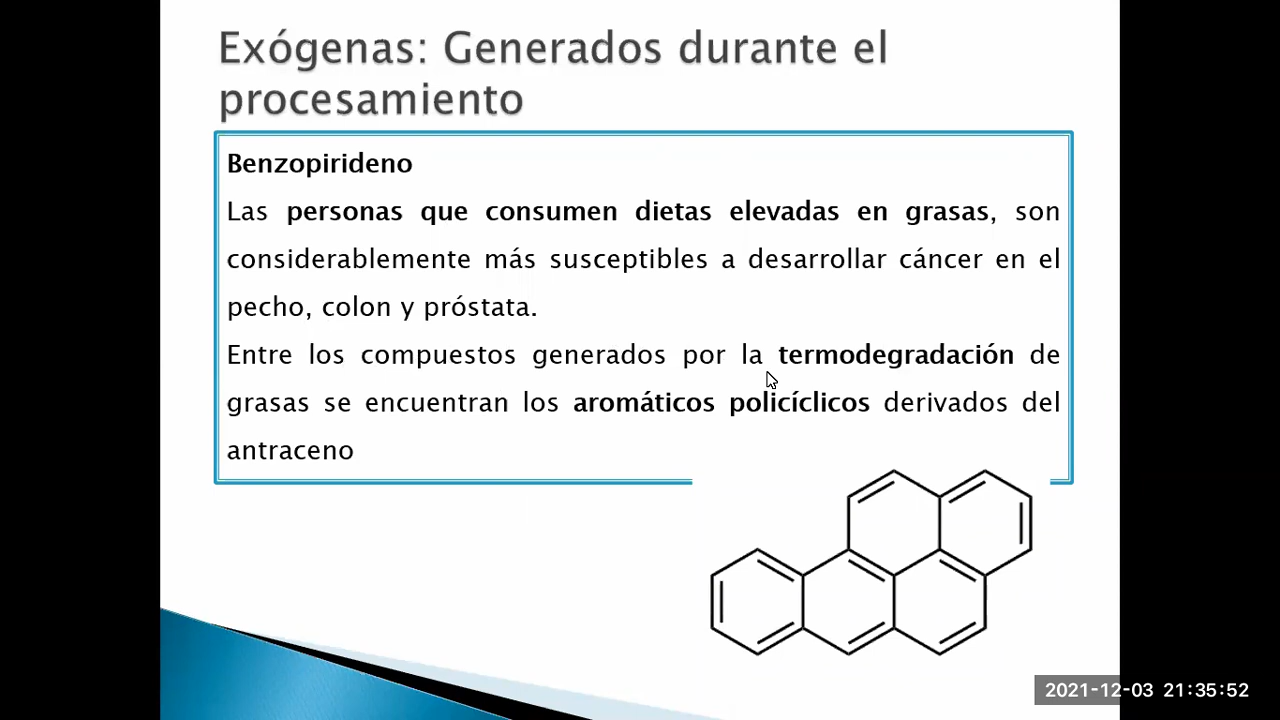 Exógenas: Generados durante el
procesamiento
Benzopirideno
Las personas que consumen dietas elevadas en grasas, son
considerablemente más susceptibles a desarrollar cáncer en el
pecho, colon y próstata.
Entre los compuestos generados por la termodegradación de
grasas se encuentran los aromáticos policíclicos derivados del
antraceno
2021-12-03 21:35:52